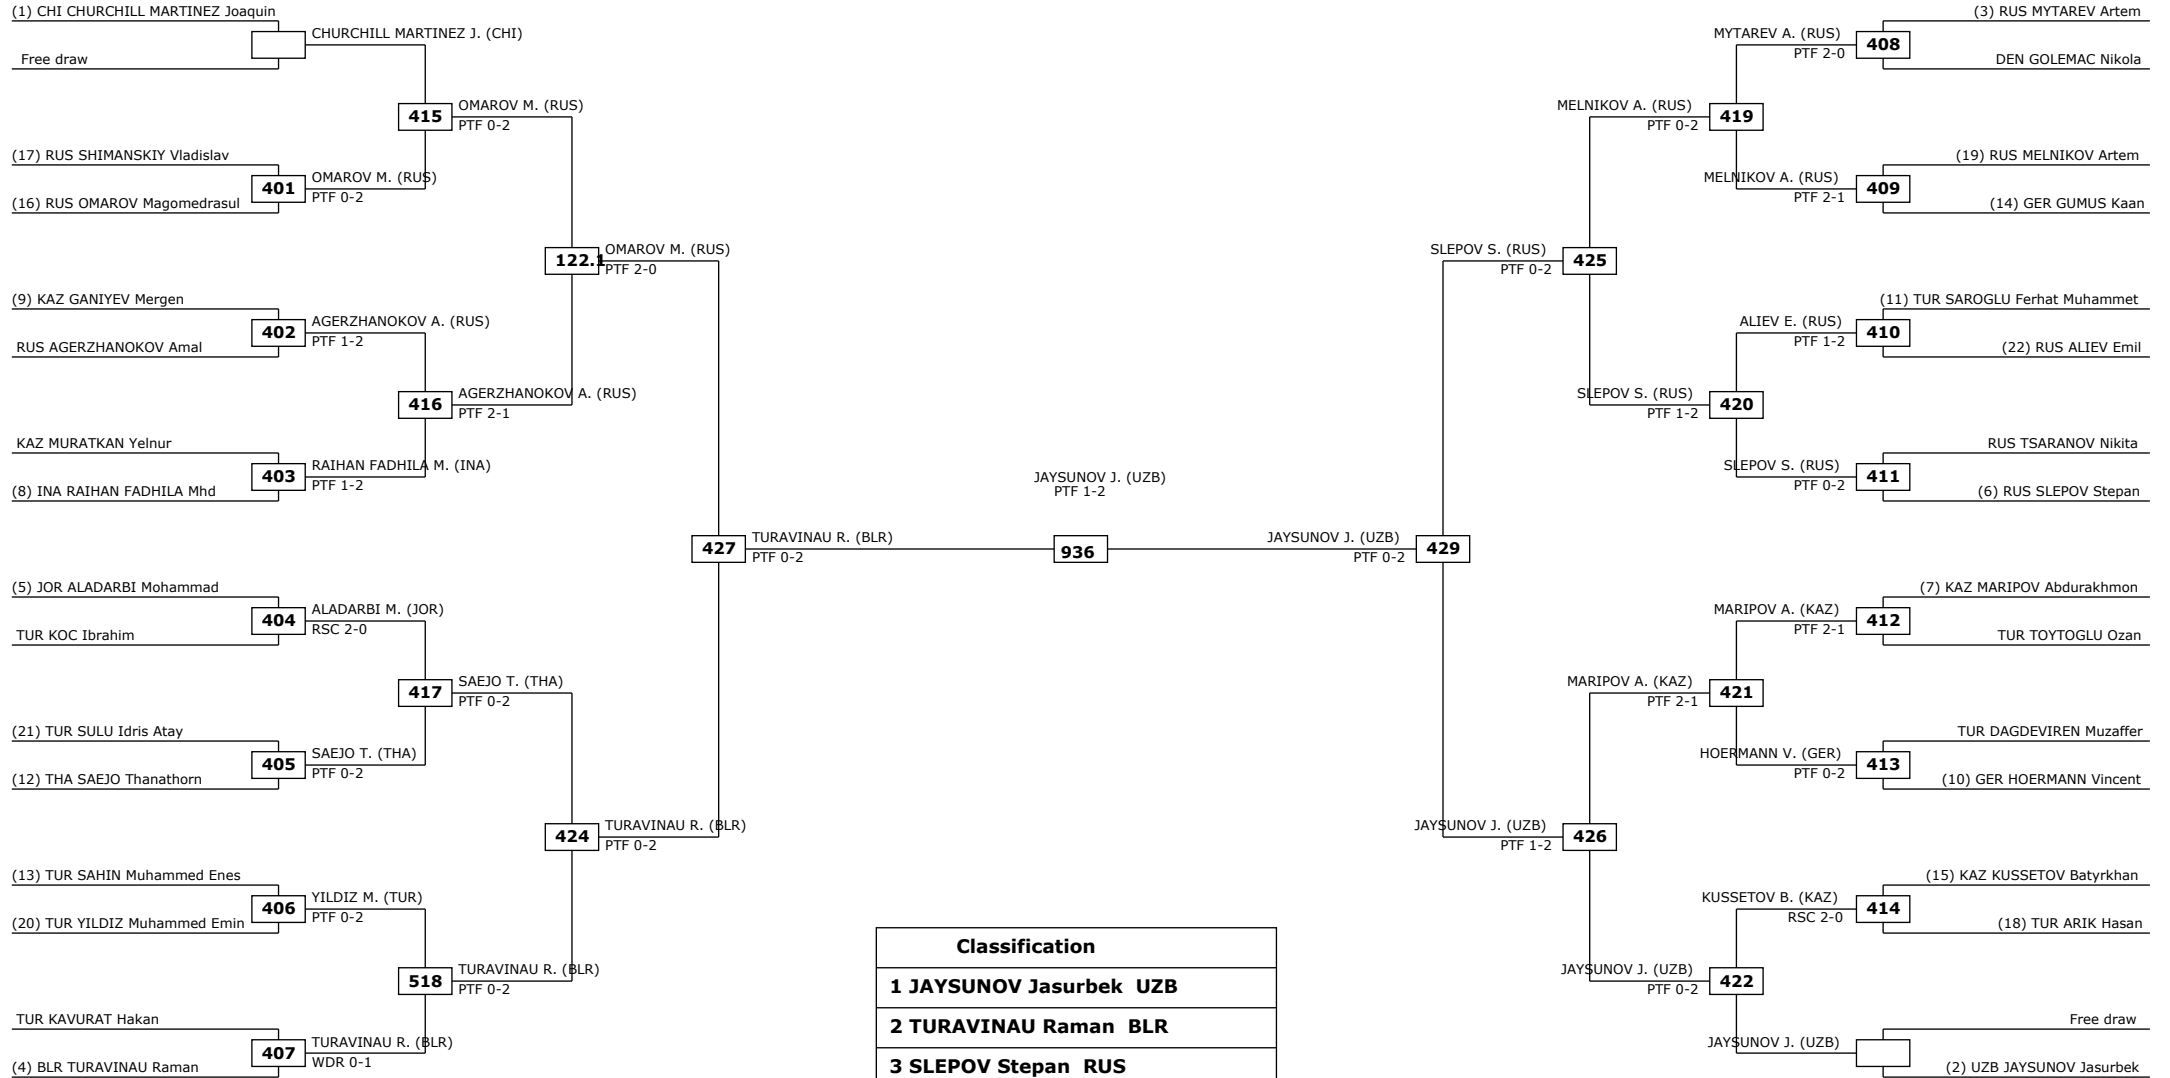 (1) CHI CHURCHILL MARTINEZ Joaquin
CHURCHILL MARTINEZ J. (CHI)
Free draw
415
OMAROV M. (RUS)
PTF 0-2
(17) RUS SHIMANSKIY Vladislav
401
OMAROV M. (RUS)
PTF 0-2
(16) RUS OMAROV Magomedrasul
122.1
OMAROV M. (RUS)
PTF 2-0
(9) KAZ GANIYEV Mergen
402
AGERZHANOKOV A. (RUS)
PTF 1-2
RUS AGERZHANOKOV Amal
416
AGERZHANOKOV A. (RUS)
PTF 2-1
KAZ MURATKAN Yelnur
403
RAIHAN FADHILA M. (INA)
PTF 1-2
(8) INA RAIHAN FADHILA Mhd
427
TURAVINAU R. (BLR)
PTF 0-2
(5) JOR ALADARBI Mohammad
404
ALADARBI M. (JOR)
RSC 2-0
TUR KOC Ibrahim
417
SAEJO T. (THA)
PTF 0-2
(21) TUR SULU Idris Atay
405
SAEJO T. (THA)
PTF 0-2
(12) THA SAEJO Thanathorn
424
TURAVINAU R. (BLR)
PTF 0-2
(13) TUR SAHIN Muhammed Enes
406
YILDIZ M. (TUR)
PTF 0-2
(20) TUR YILDIZ Muhammed Emin
518
TURAVINAU R. (BLR)
PTF 0-2
TUR KAVURAT Hakan
407
TURAVINAU R. (BLR)
WDR 0-1
(4) BLR TURAVINAU Raman
JAYSUNOV J. (UZB)
PTF 1-2
936
(3) RUS MYTAREV Artem
MYTAREV A. (RUS)
PTF 2-0
408
DEN GOLEMAC Nikola
MELNIKOV A. (RUS)
PTF 0-2
419
(19) RUS MELNIKOV Artem
MELNIKOV A. (RUS)
PTF 2-1
409
(14) GER GUMUS Kaan
SLEPOV S. (RUS)
PTF 0-2
425
(11) TUR SAROGLU Ferhat Muhammet
ALIEV E. (RUS)
PTF 1-2
410
(22) RUS ALIEV Emil
SLEPOV S. (RUS)
PTF 1-2
420
RUS TSARANOV Nikita
SLEPOV S. (RUS)
PTF 0-2
411
(6) RUS SLEPOV Stepan
JAYSUNOV J. (UZB)
PTF 0-2
429
(7) KAZ MARIPOV Abdurakhmon
MARIPOV A. (KAZ)
PTF 2-1
412
TUR TOYTOGLU Ozan
MARIPOV A. (KAZ)
PTF 2-1
421
TUR DAGDEVIREN Muzaffer
HOERMANN V. (GER)
PTF 0-2
413
(10) GER HOERMANN Vincent
JAYSUNOV J. (UZB)
PTF 1-2
426
(15) KAZ KUSSETOV Batyrkhan
KUSSETOV B. (KAZ)
RSC 2-0
414
(18) TUR ARIK Hasan
JAYSUNOV J. (UZB)
PTF 0-2
422
Free draw
JAYSUNOV J. (UZB)
(2) UZB JAYSUNOV Jasurbek
Classification
1 JAYSUNOV Jasurbek UZB
2 TURAVINAU Raman BLR
3 SLEPOV Stepan RUS